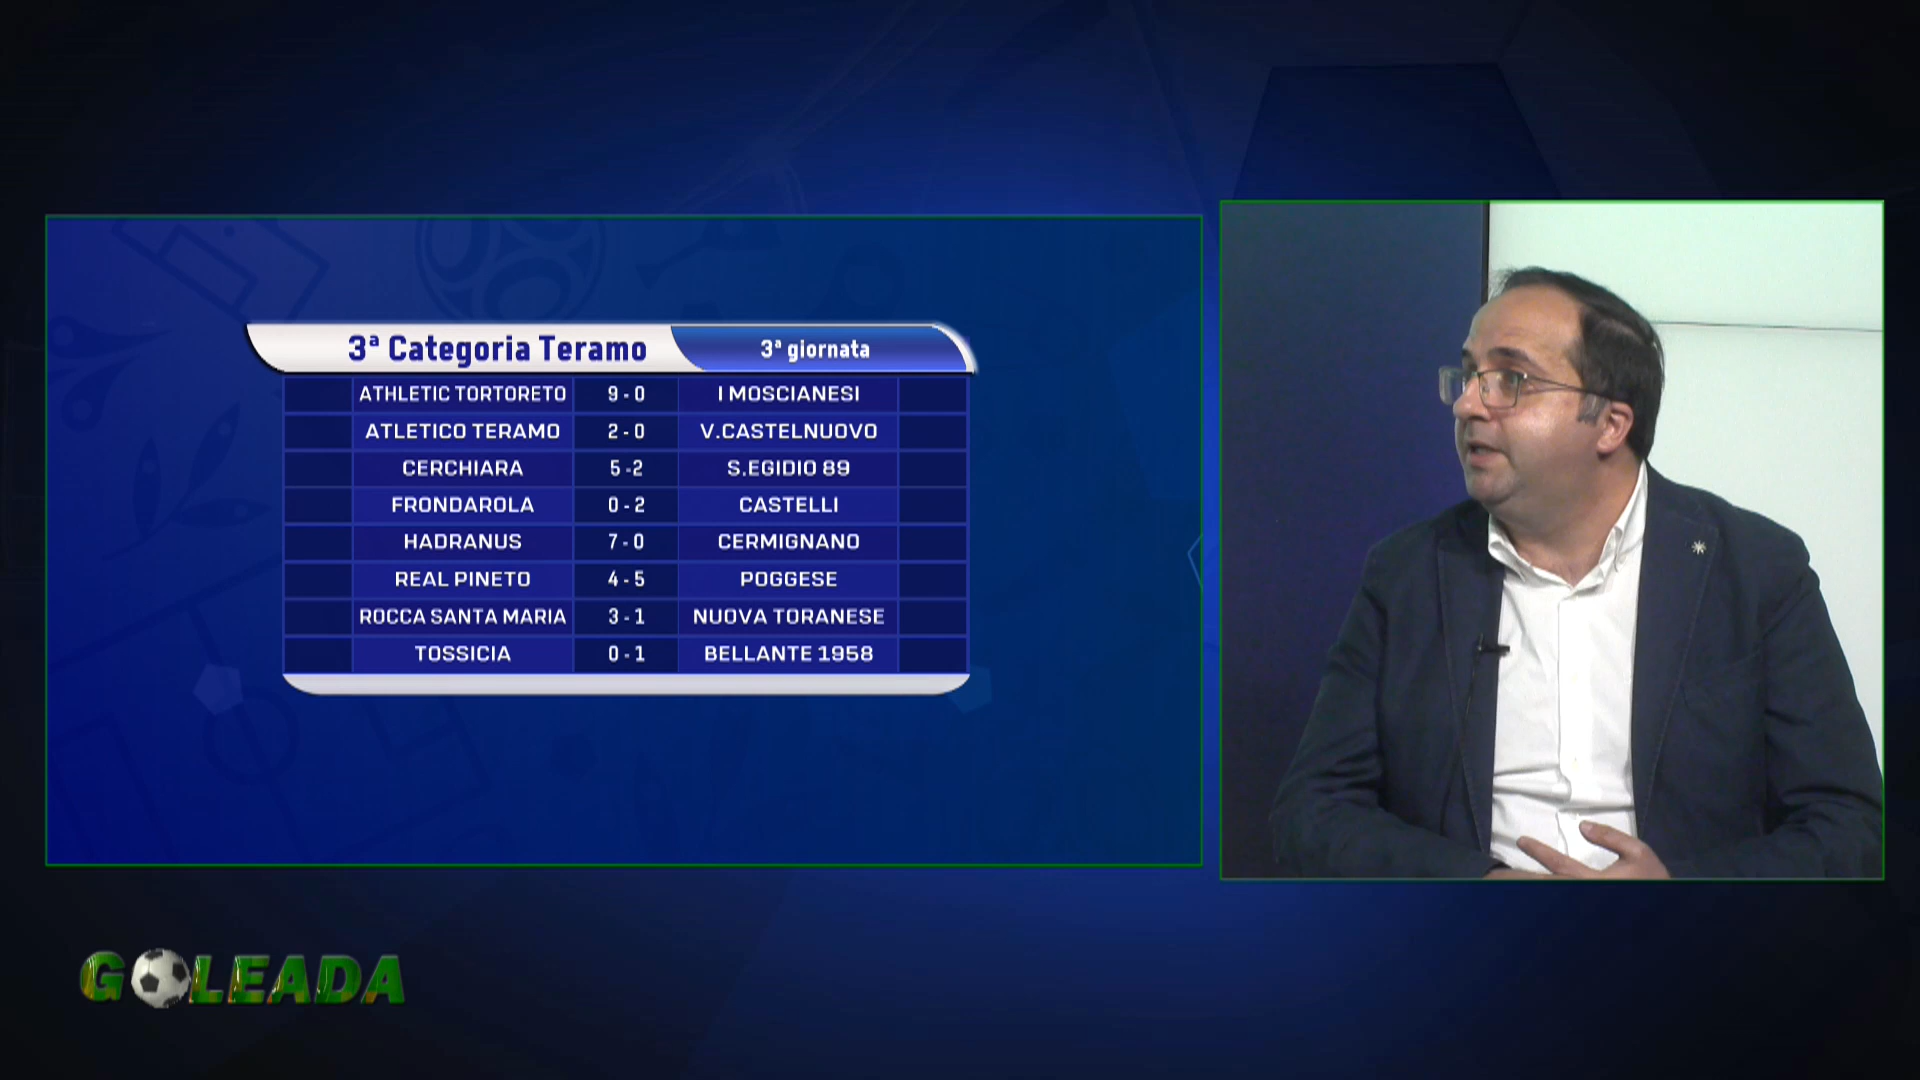 3ª Categoria Teramo 3ª giornata
ATHLETIC TORTORETO 9 - 0 I MOSCIANESI
ATLETICO TERAMO 2 - 0 V.CASTELNUOVO
CERCHIARA 5 -2 S.EGIDIO 89
FRONDAROLA 0 - 2 CASTELLI
HADRANUS 7 - 0 CERMIGNANO
REAL PINETO 4 - 5 POGGESE
ROCCA SANTA MARIA 3 - 1 NUOVA TORANESE
TOSSICIA 0 - 1 BELLANTE 1958
GOLEADA